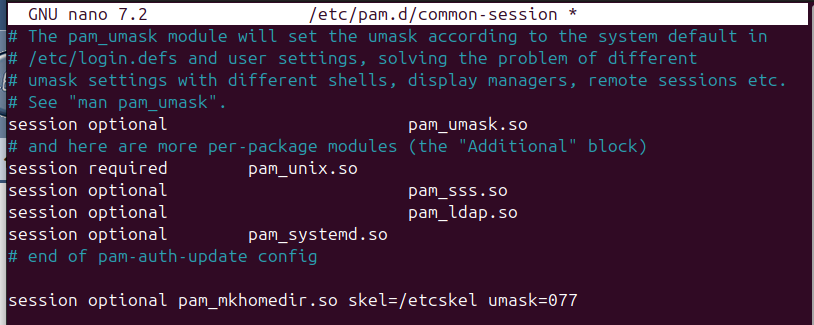 GNU nano 7.2 /etc/pam.d/common-session *
# The pam_umask module will set the umask according to the system default in
# /etc/login.defs and user settings, solving the problem of different
# umask settings with different shells, display managers, remote sessions etc.
# See "man pam_umask".
session optional pam_umask.so
# and here are more per-package modules (the "Additional" block)
session required pam_unix.so
session optional pam_sss.so
session optional pam_ldap.so
session optional pam_systemd.so
# end of pam-auth-update config
session optional pam_mkhomedir.so skel=/etcskel umask=077